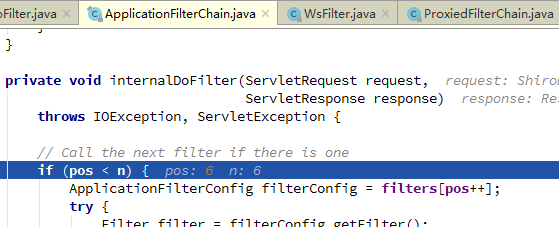 oFilter.java × ApplicationFilterChain.java × WsFilter.java × ProxiedFilterChain.java ×
}
}
private void internalDoFilter(ServletRequest request, request: Shiro
ServletResponse response) response: Res
throws IOException, ServletException {
// Call the next filter if there is one
if (pos < n) { pos: 6 n: 6
ApplicationFilterConfig filterConfig = filters[pos++];
try {
Filter filter = filterConfig.getFilter();